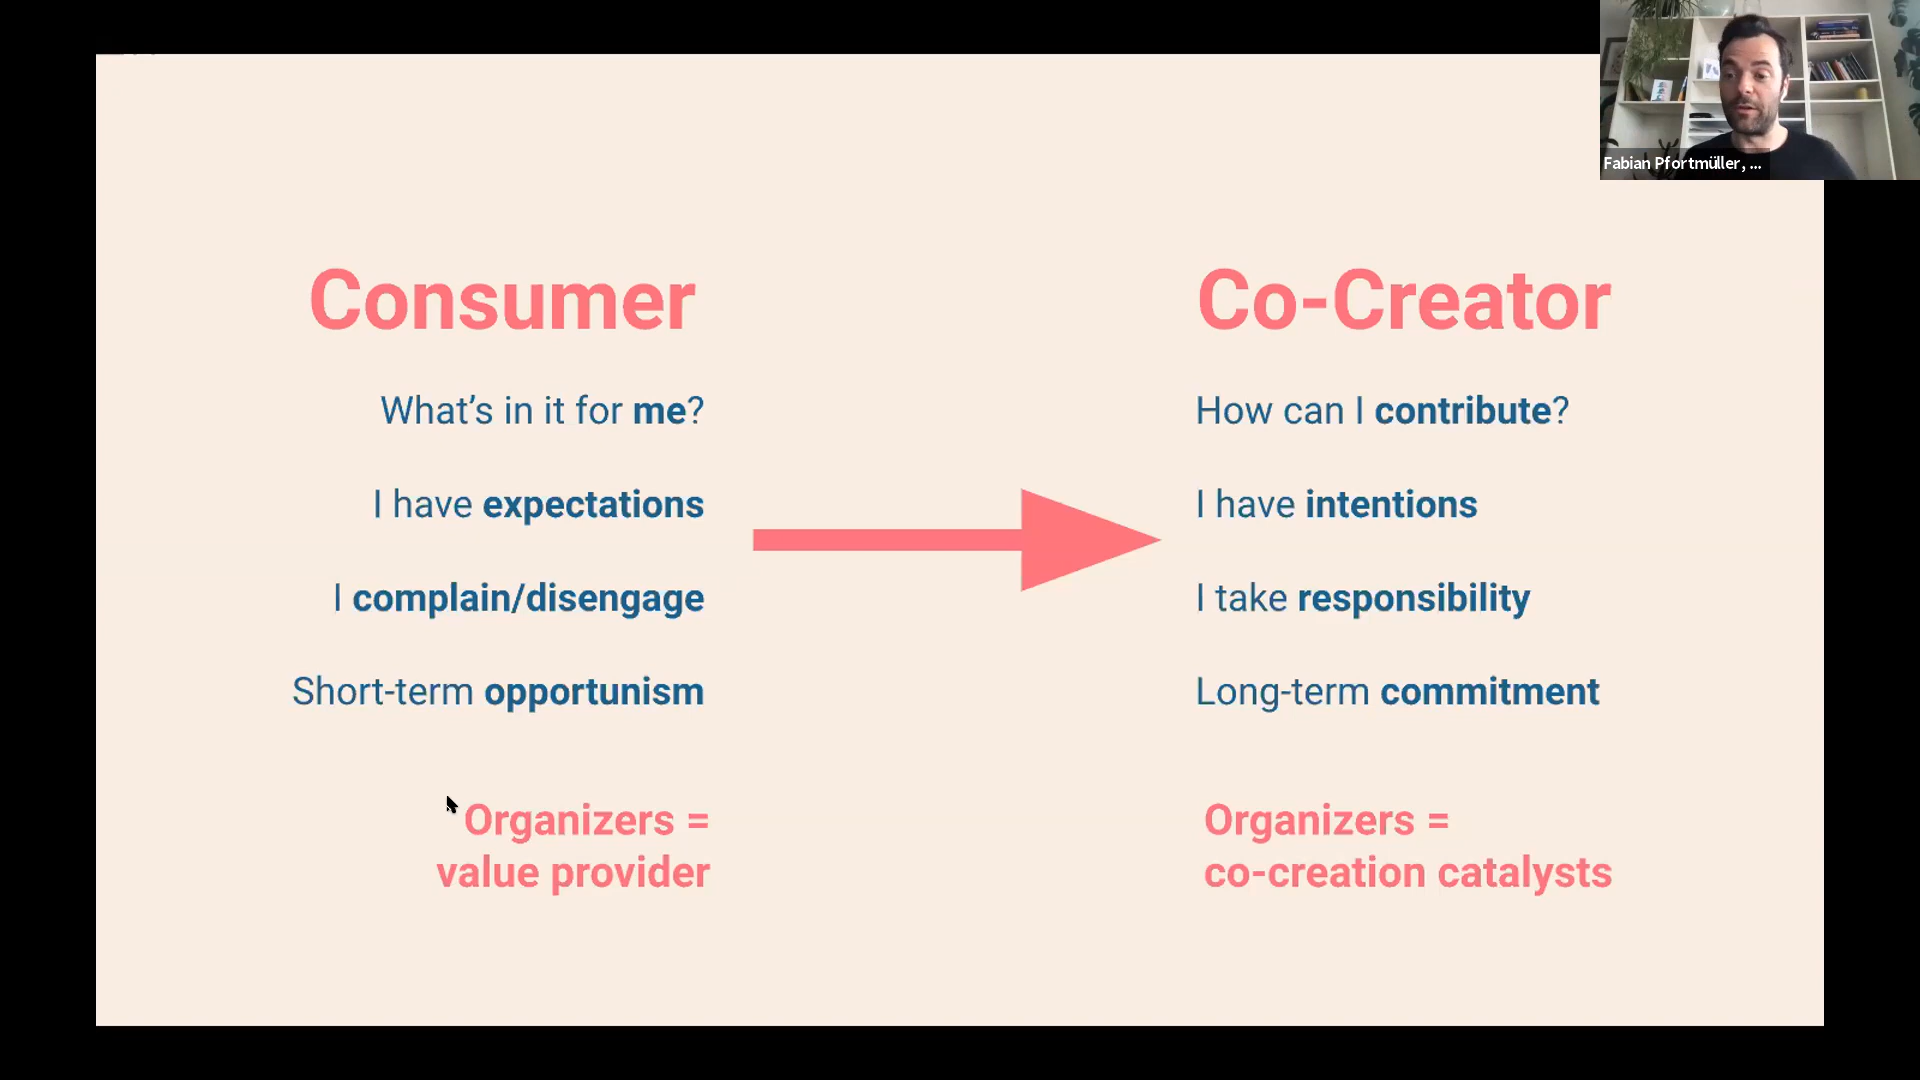 Fabian Pfortmüller, ...
Consumer
What's in it for me?
I have expectations
I complain/disengage
Short-term opportunism
Organizers =
value provider
Co-Creator
How can I contribute?
I have intentions
I take responsibility
Long-term commitment
Organizers =
co-creation catalysts